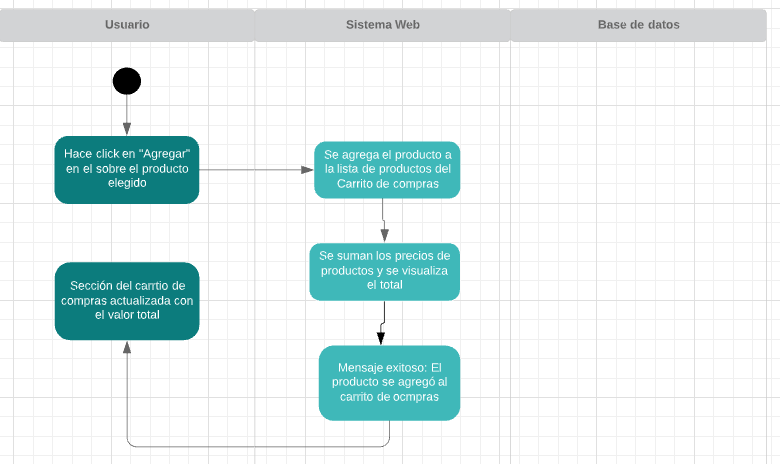 Usuario
Sistema Web
Base de datos
Hace click en "Agregar"
en el sobre el producto
elegido
Se agrega el producto a
la lista de productos del
Carrito de compras
Se suman los precios de
productos y se visualiza
el total
Sección del carrtio de
compras actualizada con
el valor total
Mensaje exitoso: El
producto se agregó al
carrito de ocmpras